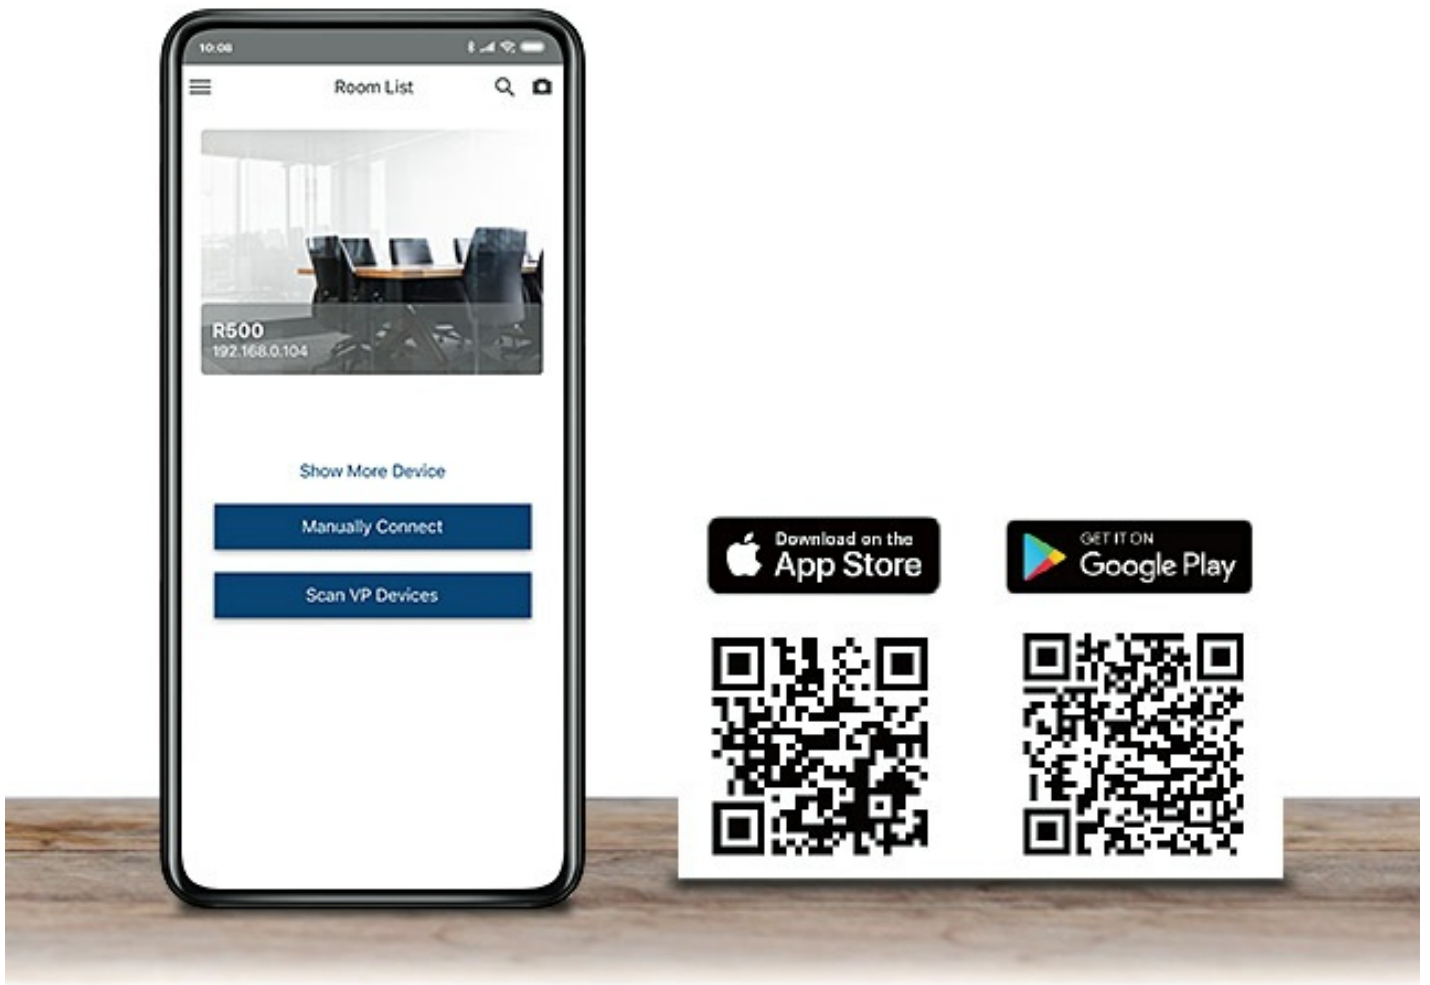 10:08
Room List
R500
192.168.0.104
Show More Device
Manually Connect
Scan VP Devices
Download on the
App Store
GET IT ON
Google Play